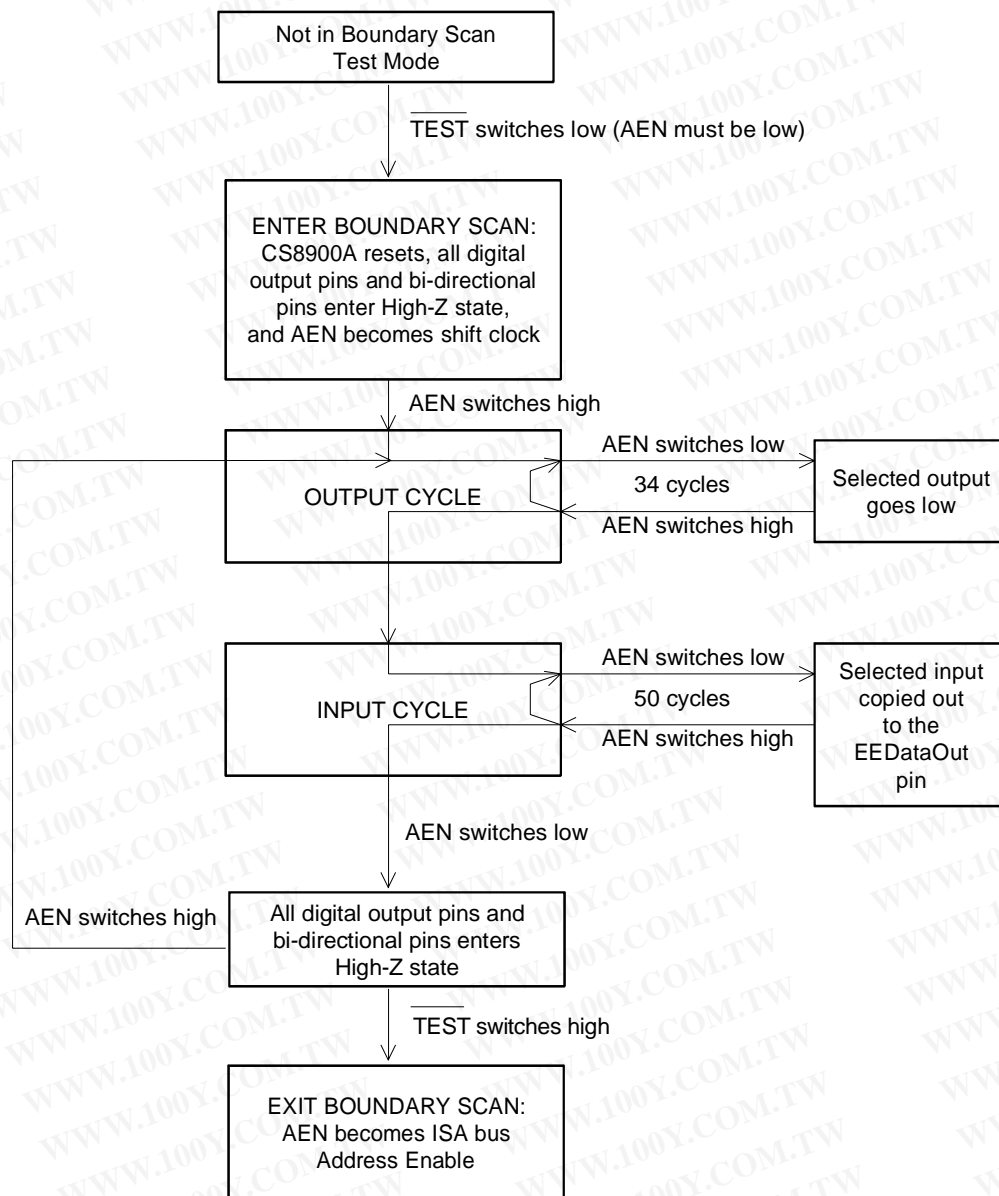 Not in Boundary Scan
Test Mode
TEST switches low (AEN must be low)
ENTER BOUNDARY SCAN:
CS8900A resets, all digital
output pins and bi-directional
pins enter High-Z state,
and AEN becomes shift clock
AEN switches high
OUTPUT CYCLE
AEN switches low
34 cycles
AEN switches high
Selected output
goes low
INPUT CYCLE
AEN switches low
50 cycles
AEN switches high
Selected input
copied out
to the
EEDataOut
pin
AEN switches low
AEN switches high
All digital output pins and
bi-directional pins enters
High-Z state
TEST switches high
EXIT BOUNDARY SCAN:
AEN becomes ISA bus
Address Enable
WWW.100Y.COM.TW